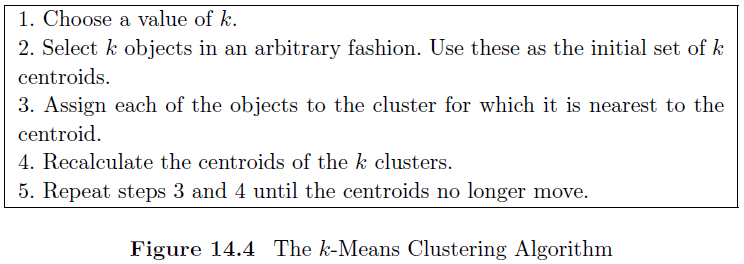 1. Choose a value of k.
2. Select k objects in an arbitrary fashion. Use these as the initial set of k
centroids.
3. Assign each of the objects to the cluster for which it is nearest to the
centroid.
4. Recalculate the centroids of the k clusters.
5. Repeat steps 3 and 4 until the centroids no longer move.
Figure 14.4 The k-Means Clustering Algorithm